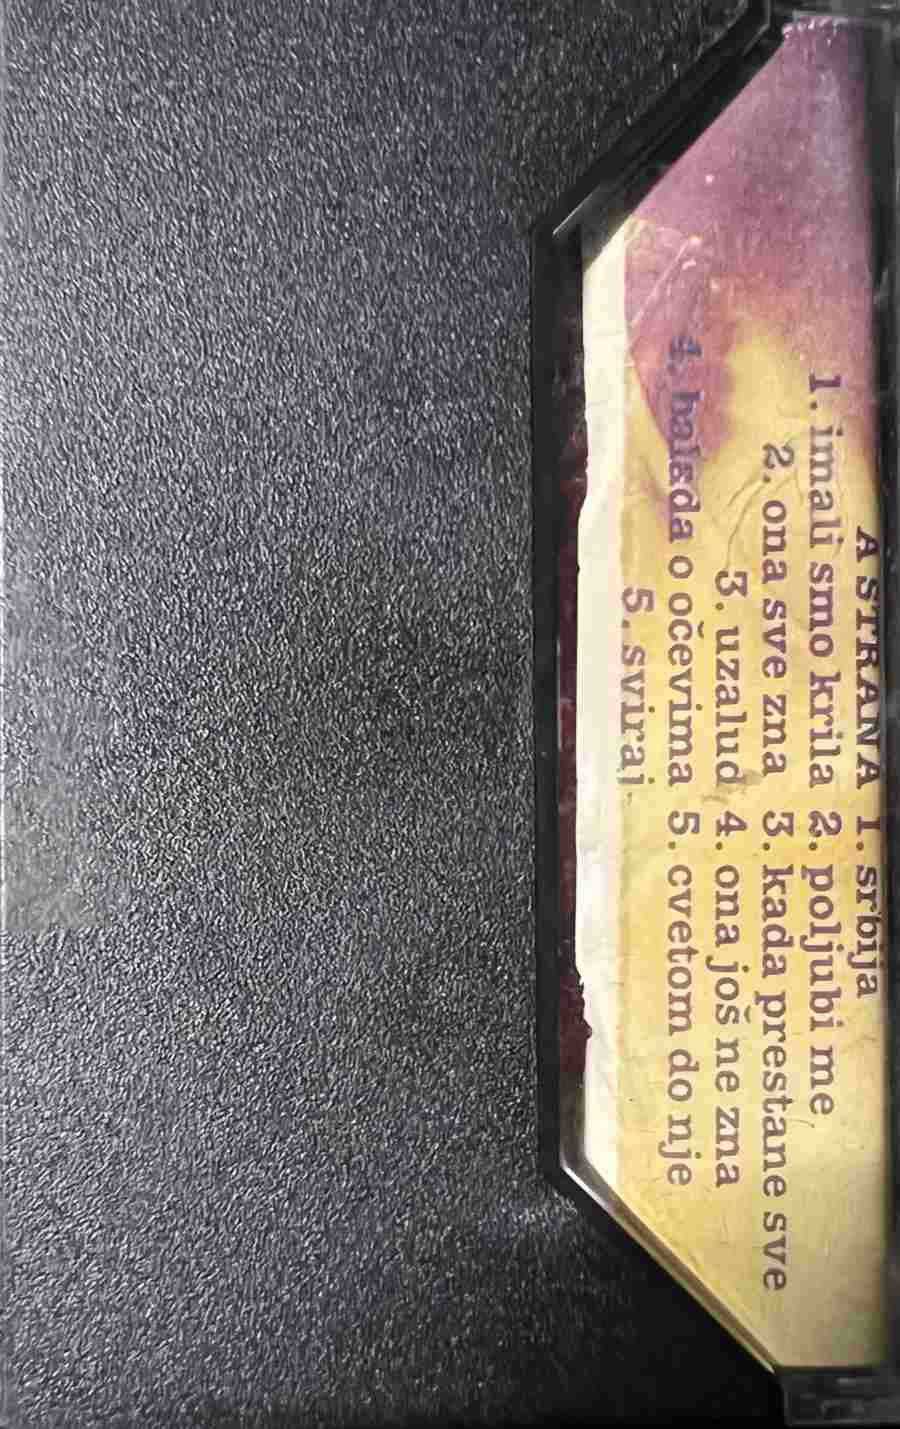 A STRANA 1. srbija
1. imali smo krila 2. poljubi me
2. ona sve zna 3. kada prestane sve
3. uzalud 4. ona još ne zna
4. balada o očevima 5. cvetom do nje
5. sviraj